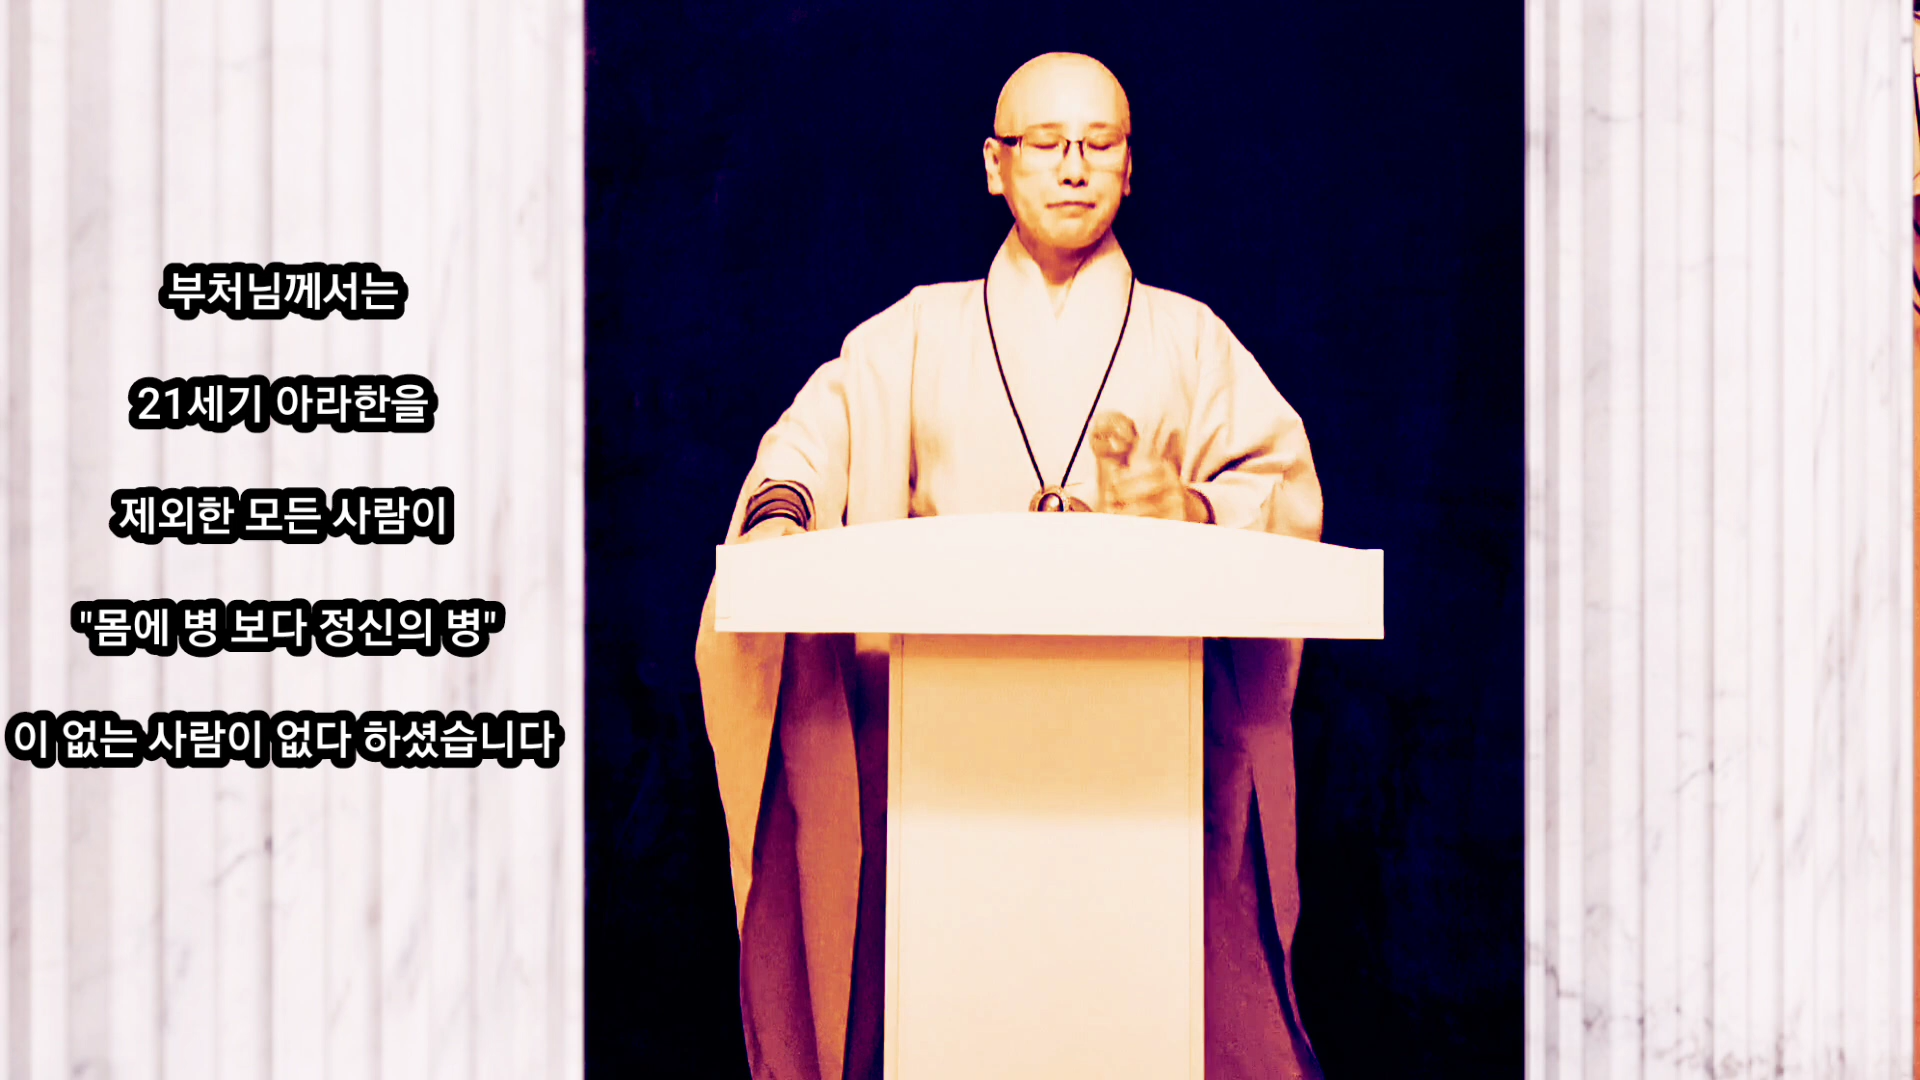 부처님께서는
21세기 아라한을
제외한 모든 사람이
"몸에 병 보다 정신의 병"
이 없는 사람이 없다 하셨습니다